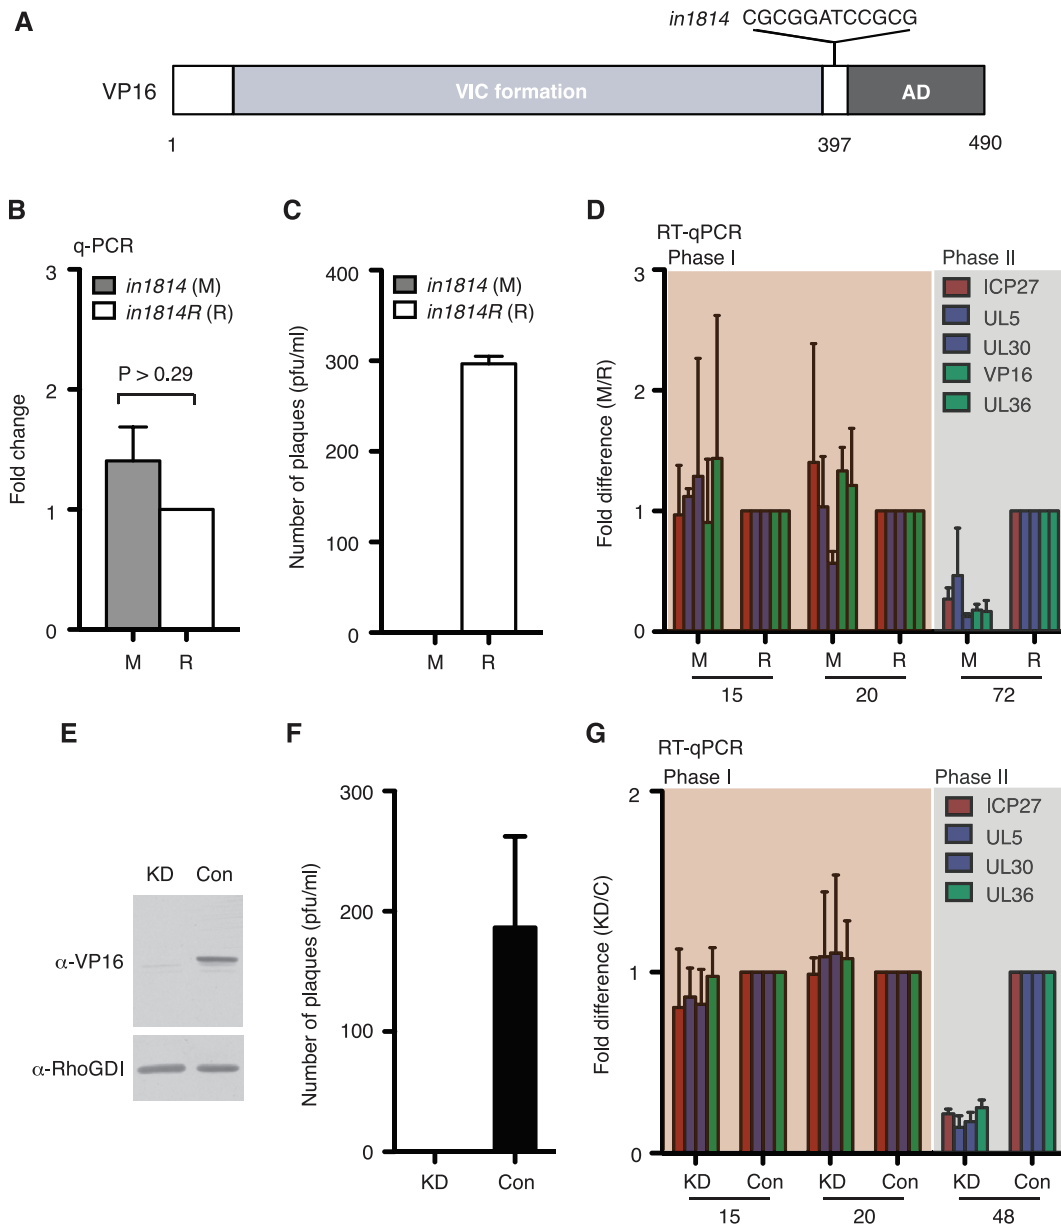 A
in1814 CGCGGATCCGCG
VP16
VIC formation
AD
1
397
490
B
q-PCR
in1814 (M)
in1814R (R)
P > 0.29
Fold change
3
2
1
0
M
R
C
in1814 (M)
in1814R (R)
Number of plaques (pfu/ml)
400
300
200
100
0
M
R
D
RT-qPCR
Phase I
Phase II
ICP27
UL5
UL30
VP16
UL36
Fold difference (M/R)
3
2
1
0
M
R
M
R
M
R
15
20
72
E
KD
Con
α-VP16
α-RhoGDI
F
Number of plaques (pfu/ml)
300
200
100
0
KD
Con
G
RT-qPCR
Phase I
Phase II
ICP27
UL5
UL30
UL36
Fold difference (KD/C)
2
1
0
KD
Con
KD
Con
KD
Con
15
20
48